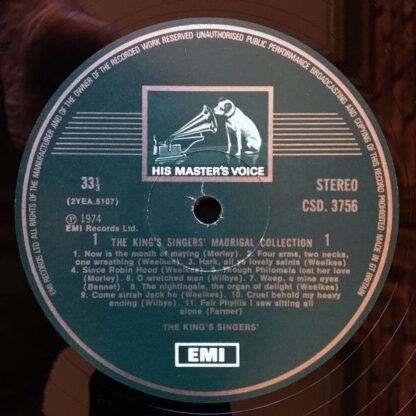 EMI RECORDS LTD ALL RIGHTS OF THE MANUFACTURER AND OF THE OWNER OF THE RECORDED WORK RESERVED · UNAUTHORISED PUBLIC PERFORMANCE BROADCASTING AND COPYING OF THIS RECORD PROHIBITED · MADE IN GT BRITAIN
HIS MASTER'S VOICE
33⅓
(2YEA.5107)
STEREO
CSD. 3756
℗ 1974
EMI Records Ltd.
1 THE KING'S SINGERS' MADRIGAL COLLECTION 1
1. Now is the month of maying (Morley). 2. Four arms, two necks,
one wreathing (Weelkes). 3. Hark, all ye lovely saints (Weelkes)
4. Since Robin Hood (Weelkes). 5. Though Philomela lost her love
(Morley). 6. O wretched man (Wilbye). 7. Weep, o mine eyes
(Bennet). 8. The nightingale, the organ of delight (Weelkes)
9. Come sirrah Jack ho (Weelkes). 10. Cruel behold my heavy
ending (Wilbye). 11. Fair Phyllis I saw sitting all
alone (Farmer)
THE KING'S SINGERS'
EMI